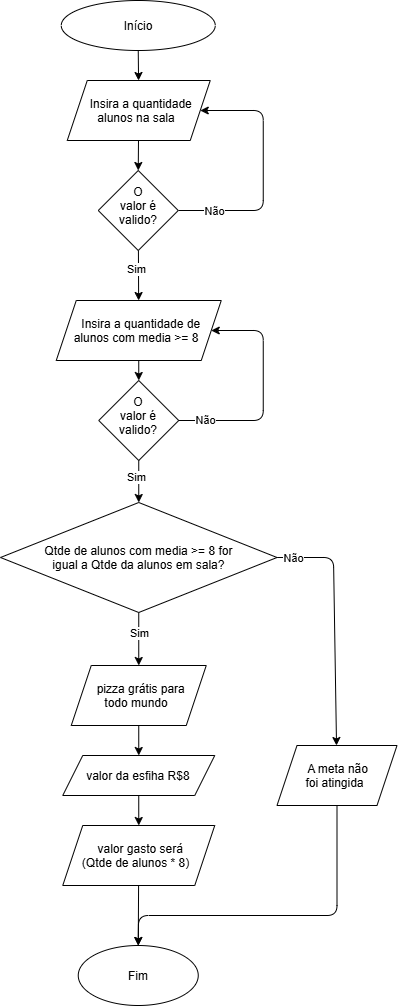 Início
Insira a quantidade
alunos na sala
O
valor é
valido?
Não
Sim
Insira a quantidade de
alunos com media >= 8
O
valor é
valido?
Não
Sim
Qtde de alunos com media >= 8 for
igual a Qtde da alunos em sala?
Não
Sim
pizza grátis para
todo mundo
A meta não
foi atingida
valor da esfiha R$8
valor gasto será
(Qtde de alunos * 8)
Fim